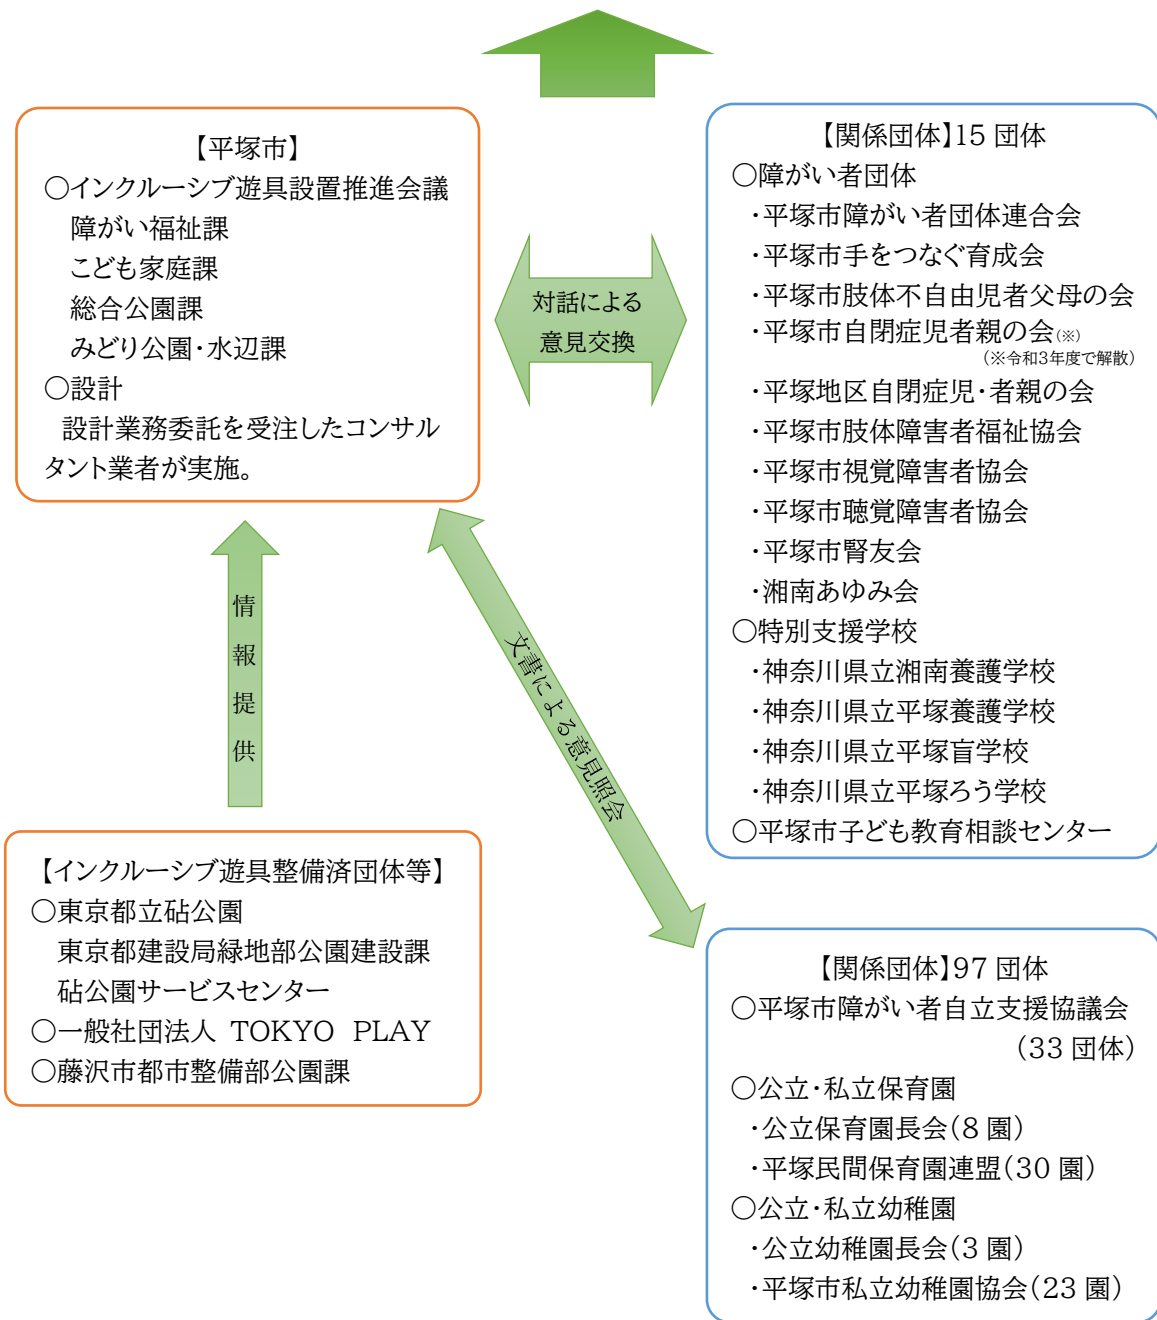 【平塚市】
○インクルーシブ遊具設置推進会議
障がい福祉課
こども家庭課
総合公園課
みどり公園・水辺課
○設計
設計業務委託を受注したコンサル
タント業者が実施。
対話による
意見交換
【関係団体】15団体
○障がい者団体
・平塚市障がい者団体連合会
・平塚市手をつなぐ育成会
・平塚市肢体不自由児者父母の会
・平塚市自閉症児者親の会(※)
(※令和3年度で解散)
・平塚地区自閉症児・者親の会
・平塚市肢体障害者福祉協会
・平塚市視覚障害者協会
・平塚市聴覚障害者協会
・平塚市腎友会
・湘南あゆみ会
○特別支援学校
・神奈川県立湘南養護学校
・神奈川県立平塚養護学校
・神奈川県立平塚盲学校
・神奈川県立平塚ろう学校
○平塚市子ども教育相談センター
情報提供
文書による意見照会
【インクルーシブ遊具整備済団体等】
○東京都立砧公園
東京都建設局緑地部公園建設課
砧公園サービスセンター
○一般社団法人 TOKYO PLAY
○藤沢市都市整備部公園課
【関係団体】97団体
○平塚市障がい者自立支援協議会
(33団体)
○公立・私立保育園
・公立保育園長会(8園)
・平塚民間保育園連盟(30園)
○公立・私立幼稚園
・公立幼稚園長会(3園)
・平塚市私立幼稚園協会(23園)